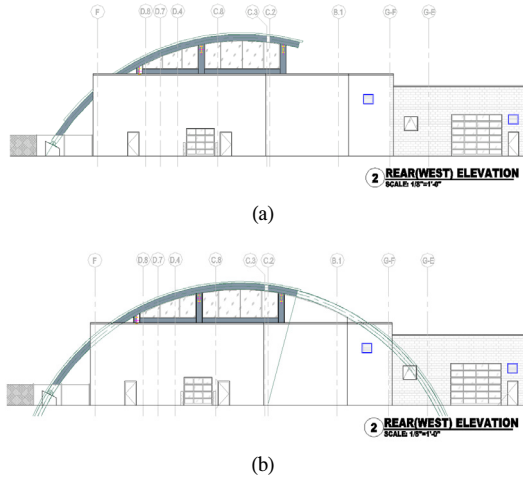 F D.8 D.7 D.4 C.8 C.3 C.2 B.1 G-F G-E
2 REAR(WEST) ELEVATION
SCALE: 1/8"=1'-0"
(a)
F D.8 D.7 D.4 C.8 C.3 C.2 B.1 G-F G-E
2 REAR(WEST) ELEVATION
SCALE: 1/8"=1'-0"
(b)